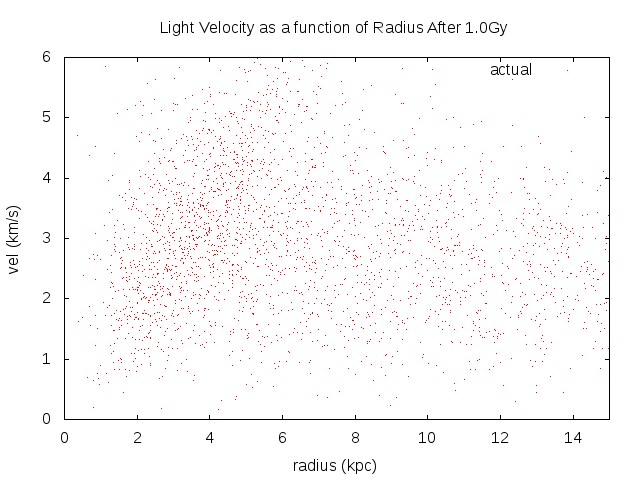 Light Velocity as a function of Radius After 1.0Gy
actual
6
5
4
3
2
1
0
vel (km/s)
0 2 4 6 8 10 12 14
radius (kpc)